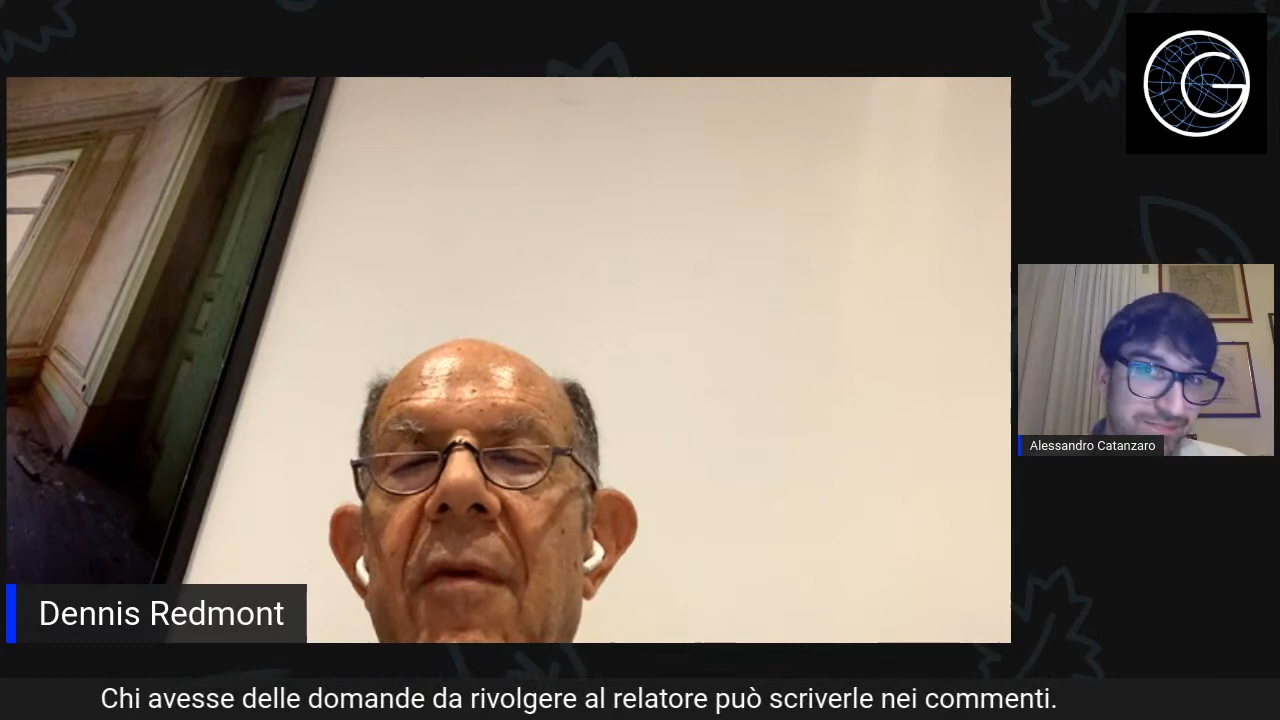 Alessandro Catanzaro
Dennis Redmont
Chi avesse delle domande da rivolgere al relatore può scriverle nei commenti.